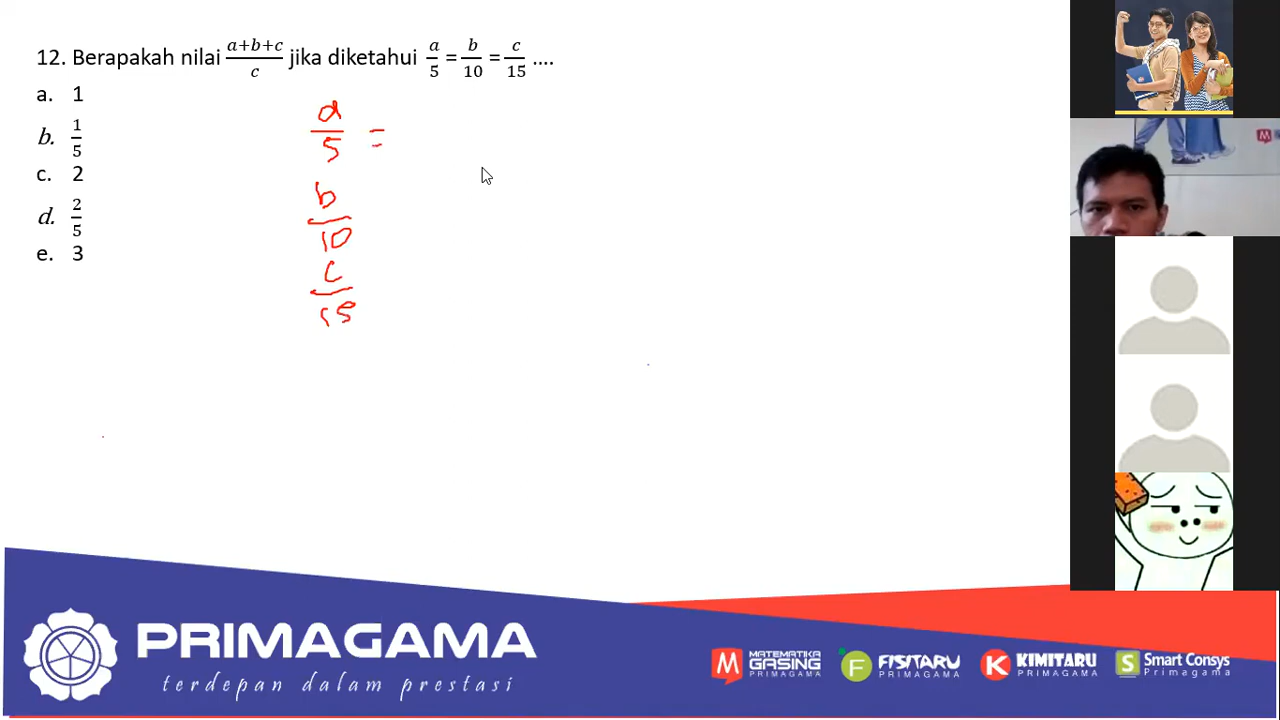 12. Berapakah nilai (a+b+c)/c jika diketahui a/5 = b/10 = c/15 ....
a. 1
b. 1/5
c. 2
d. 2/5
e. 3
a/5 =
b/10
c/15
PRIMAGAMA
terdepan dalam prestasi
M MATEMATIKA GASING PRIMAGAMA
F FISITARU PRIMAGAMA
K KIMITARU PRIMAGAMA
S Smart Consys Primagama